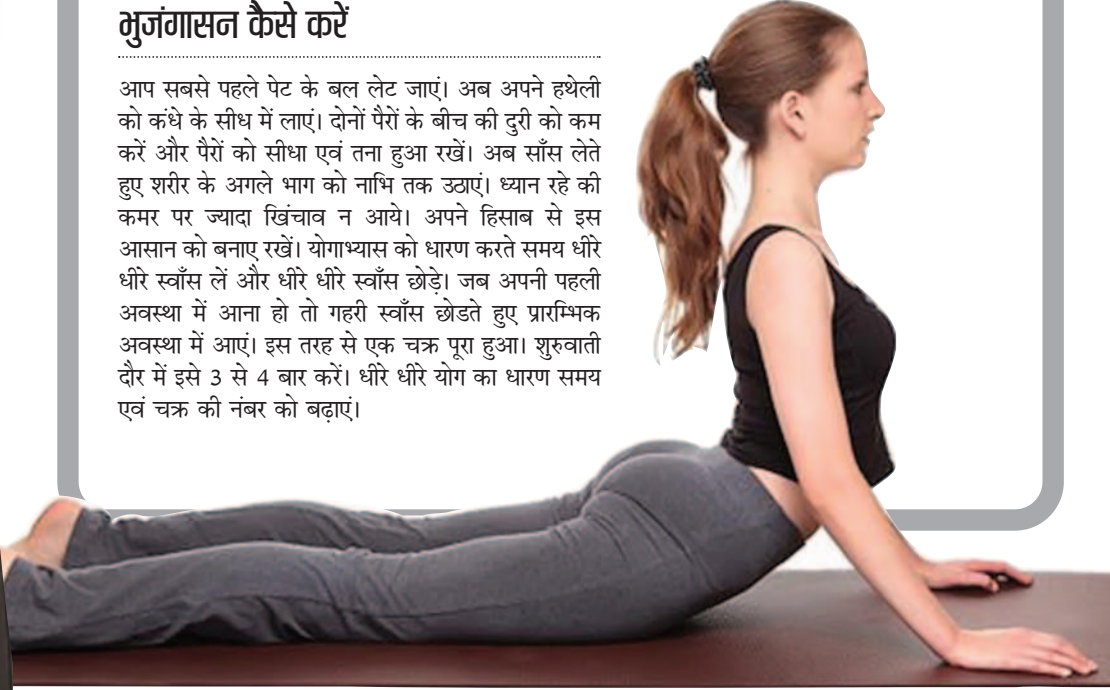 भुजंगासन कैसे करें
आप सबसे पहले पेट के बल लेट जाएं। अब अपने हथेली
को कंधे के सीध में लाएं। दोनों पैरों के बीच की दुरी को कम
करें और पैरों को सीधा एवं तना हुआ रखें। अब साँस लेते
हुए शरीर के अगले भाग को नाभि तक उठाएं। ध्यान रहे की
कमर पर ज्यादा खिंचाव न आये। अपने हिसाब से इस
आसान को बनाए रखें। योगाभ्यास को धारण करते समय धीरे
धीरे स्वाँस लें और धीरे धीरे स्वाँस छोड़े। जब अपनी पहली
अवस्था में आना हो तो गहरी स्वाँस छोडते हुए प्रारम्भिक
अवस्था में आएं। इस तरह से एक चक्र पूरा हुआ। शुरुवाती
दौर में इसे 3 से 4 बार करें। धीरे धीरे योग का धारण समय
एवं चक्र की नंबर को बढ़ाएं।